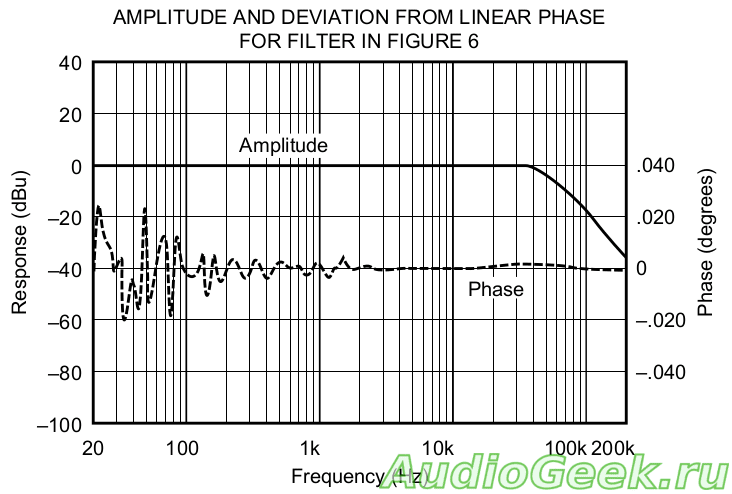 AMPLITUDE AND DEVIATION FROM LINEAR PHASE
FOR FILTER IN FIGURE 6
40
20
0
–20
–40
–60
–80
–100
Response (dBu)
Amplitude
Phase
.040
.020
0
–.020
–.040
Phase (degrees)
20 100 1k 10k 100k 200k
Frequency (Hz)
AudioGeek.ru